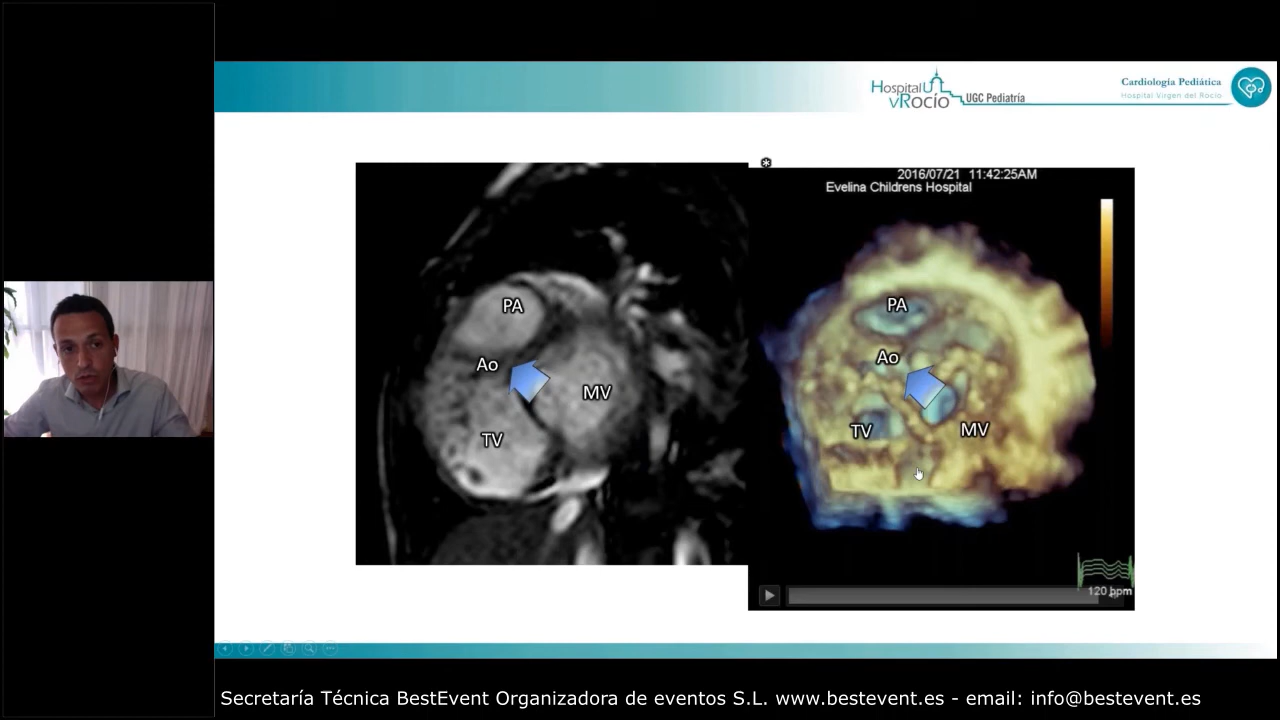 Hospital U
vRocío UGC Pediatría
Cardiología Pediátrica
Hospital Virgen del Rocío
2016/07/21 11:42:25AM
Evelina Childrens Hospital
PA
Ao
MV
TV
PA
Ao
TV
MV
120 bpm
Secretaría Técnica BestEvent Organizadora de eventos S.L. www.bestevent.es - email: info@bestevent.es